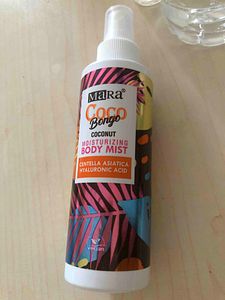 MARA®
Coco
Bongo
COCONUT
MOISTURIZING
BODY MIST
CENTELLA ASIATICA
HYALURONIC ACID